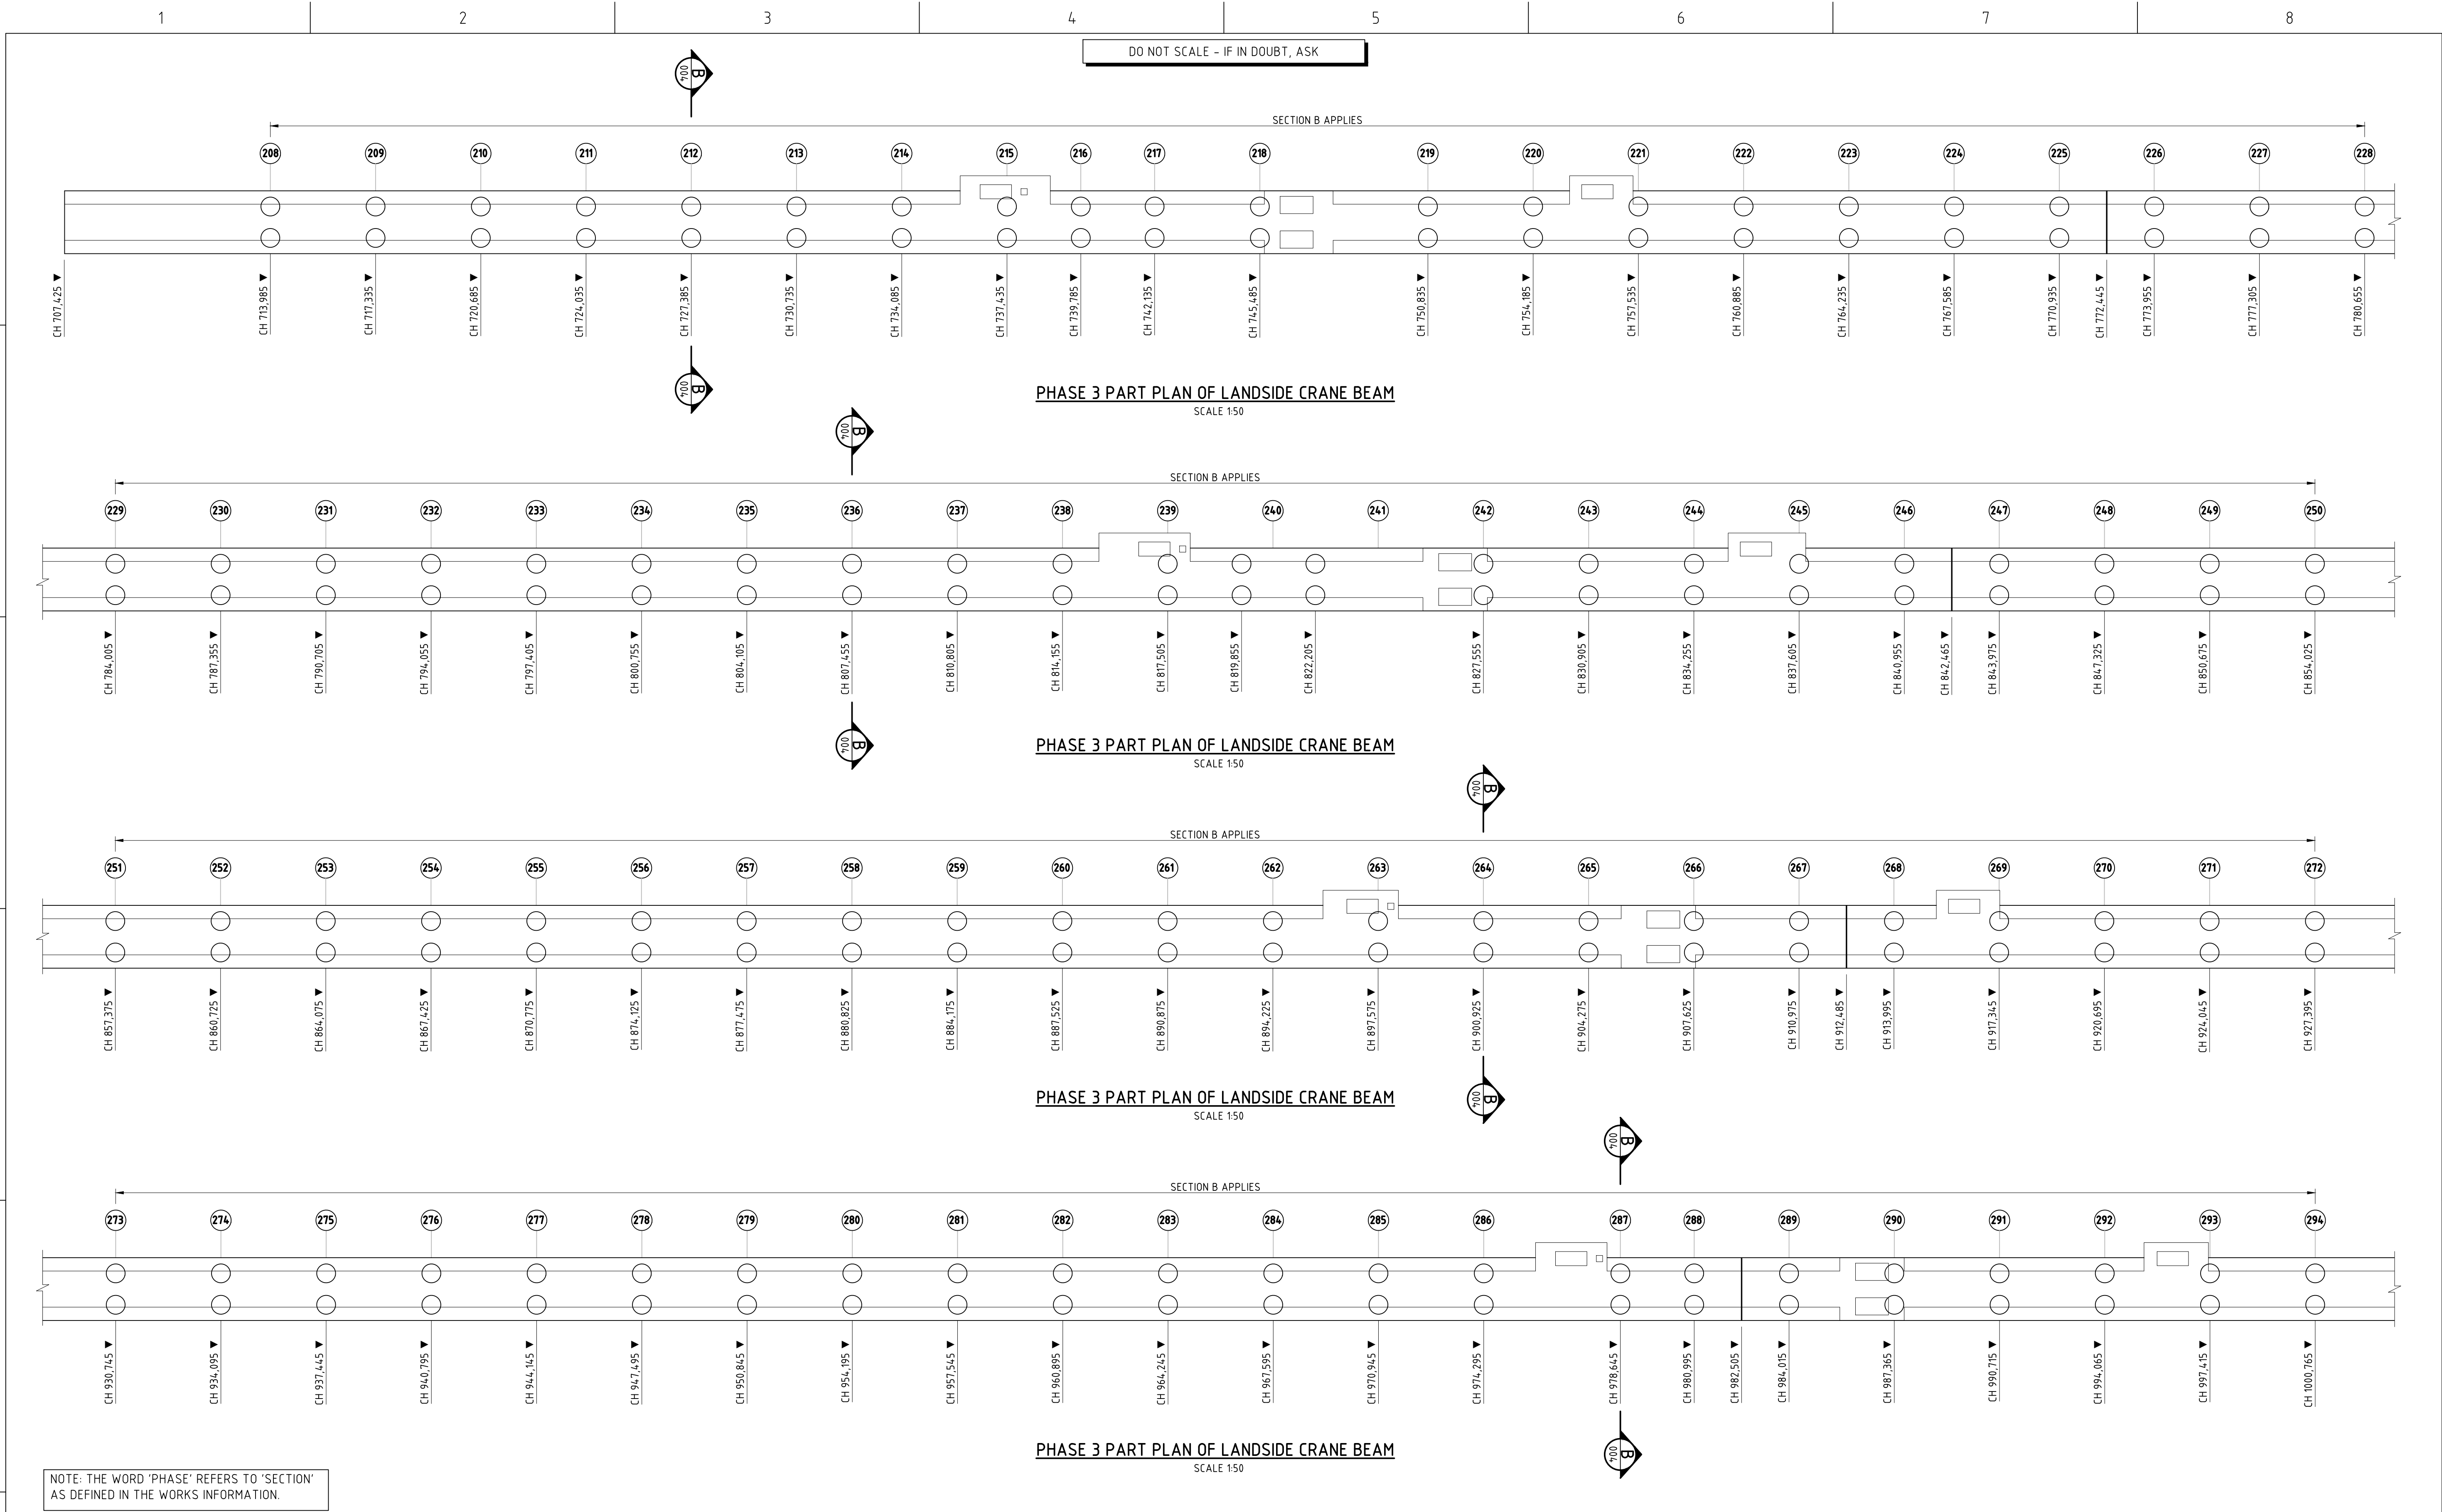 1 2 3 4 5 6 7 8
DO NOT SCALE - IF IN DOUBT, ASK
B 004
SECTION B APPLIES
208 209 210 211 212 213 214 215 216 217 218 219 220 221 222 223 224 225 226 227 228
CH 707,425 CH 713,985 CH 717,335 CH 720,685 CH 724,035 CH 727,385 CH 730,735 CH 734,085 CH 737,435 CH 739,785 CH 742,135 CH 745,485 CH 750,835 CH 754,185 CH 757,535 CH 760,885 CH 764,235 CH 767,585 CH 770,935 CH 772,445 CH 773,955 CH 777,305 CH 780,655
B 004
PHASE 3 PART PLAN OF LANDSIDE CRANE BEAM
SCALE 1:50
B 004
SECTION B APPLIES
229 230 231 232 233 234 235 236 237 238 239 240 241 242 243 244 245 246 247 248 249 250
CH 784,005 CH 787,355 CH 790,705 CH 794,055 CH 797,405 CH 800,755 CH 804,105 CH 807,455 CH 810,805 CH 814,155 CH 817,505 CH 819,855 CH 822,205 CH 827,555 CH 830,905 CH 834,255 CH 837,605 CH 840,955 CH 842,465 CH 843,975 CH 847,325 CH 850,675 CH 854,025
B 004
PHASE 3 PART PLAN OF LANDSIDE CRANE BEAM
SCALE 1:50
B 004
SECTION B APPLIES
251 252 253 254 255 256 257 258 259 260 261 262 263 264 265 266 267 268 269 270 271 272
CH 857,375 CH 860,725 CH 864,075 CH 867,425 CH 870,775 CH 874,125 CH 877,475 CH 880,825 CH 884,175 CH 887,525 CH 890,875 CH 894,225 CH 897,575 CH 900,925 CH 904,275 CH 907,625 CH 910,975 CH 912,485 CH 913,995 CH 917,345 CH 920,695 CH 924,045 CH 927,395
PHASE 3 PART PLAN OF LANDSIDE CRANE BEAM
SCALE 1:50
B 004
B 004
SECTION B APPLIES
273 274 275 276 277 278 279 280 281 282 283 284 285 286 287 288 289 290 291 292 293 294
CH 930,745 CH 934,095 CH 937,445 CH 940,795 CH 944,145 CH 947,495 CH 950,845 CH 954,195 CH 957,545 CH 960,895 CH 964,245 CH 967,595 CH 970,945 CH 974,295 CH 978,645 CH 980,995 CH 982,505 CH 984,015 CH 987,365 CH 990,715 CH 994,065 CH 997,415 CH 1000,765
PHASE 3 PART PLAN OF LANDSIDE CRANE BEAM
SCALE 1:50
B 004
NOTE: THE WORD 'PHASE' REFERS TO 'SECTION'
AS DEFINED IN THE WORKS INFORMATION.